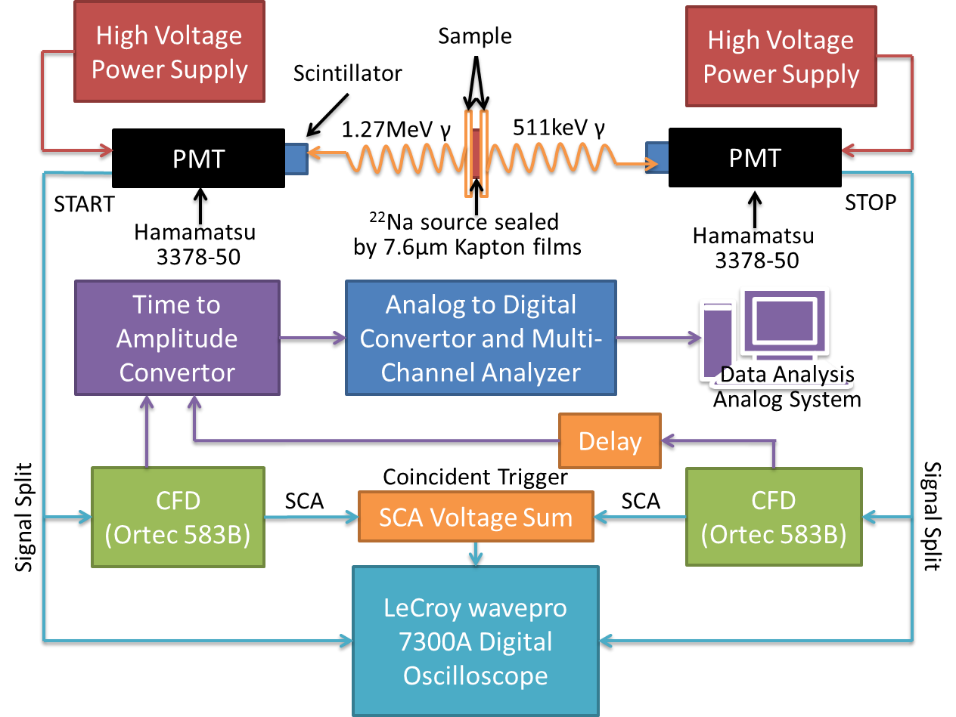 High Voltage
Power Supply
Sample
High Voltage
Power Supply
Scintillator
1.27MeV γ
511keV γ
PMT
PMT
START
STOP
Hamamatsu
3378-50
²²Na source sealed
by 7.6μm Kapton films
Hamamatsu
3378-50
Time to
Amplitude
Convertor
Analog to Digital
Convertor and Multi-
Channel Analyzer
Data Analysis
Analog System
Delay
Signal Split
CFD
(Ortec 583B)
SCA
Coincident Trigger
SCA Voltage Sum
SCA
CFD
(Ortec 583B)
Signal Split
LeCroy wavepro
7300A Digital
Oscilloscope